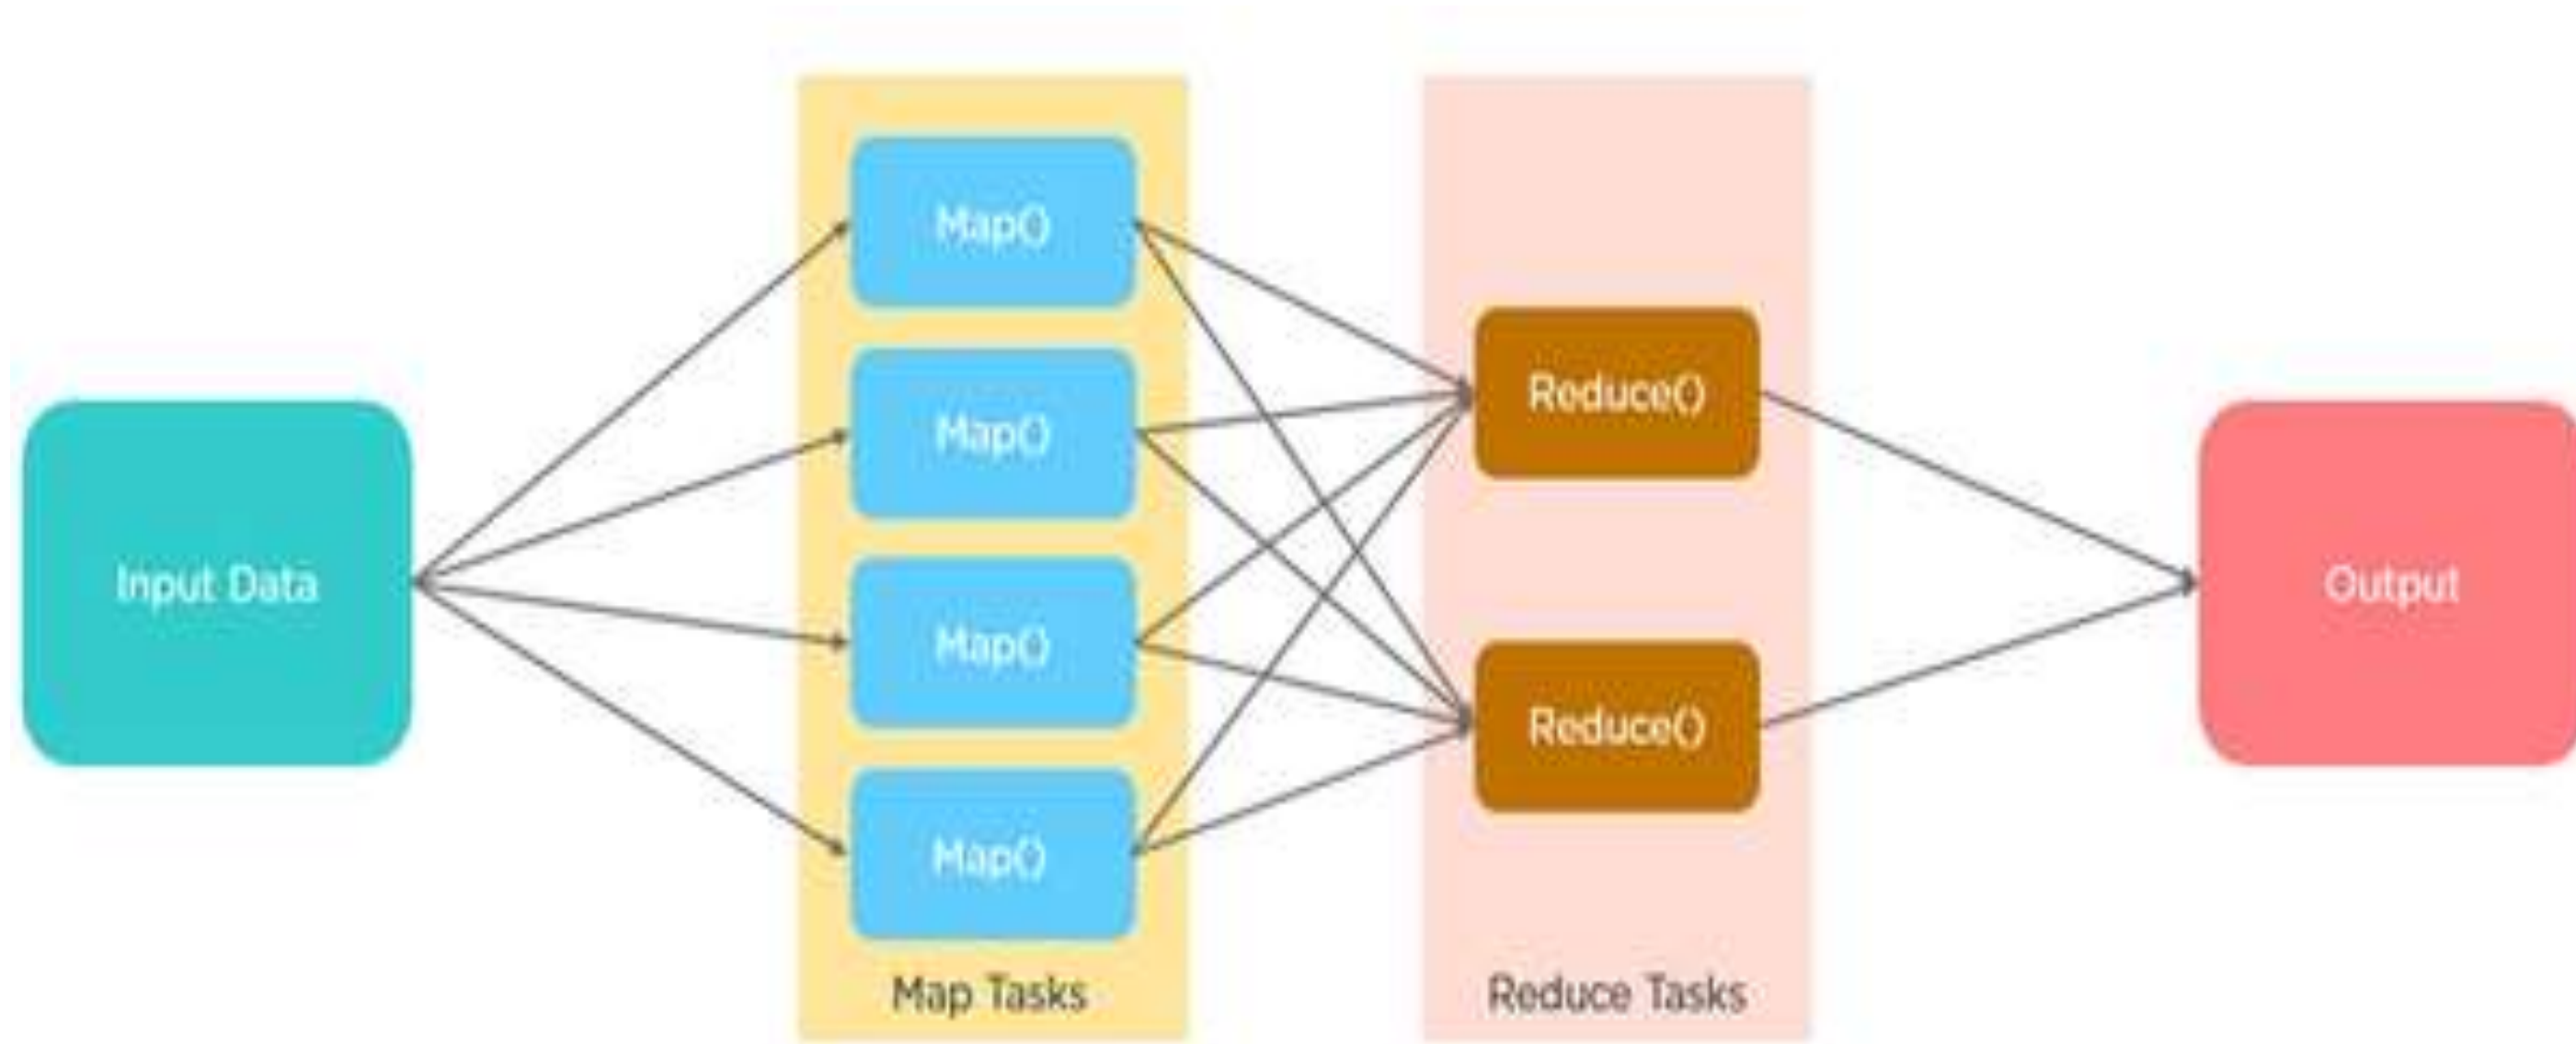 Input Data
Map()
Map()
Map()
Map()
Map Tasks
Reduce()
Reduce()
Reduce Tasks
Output